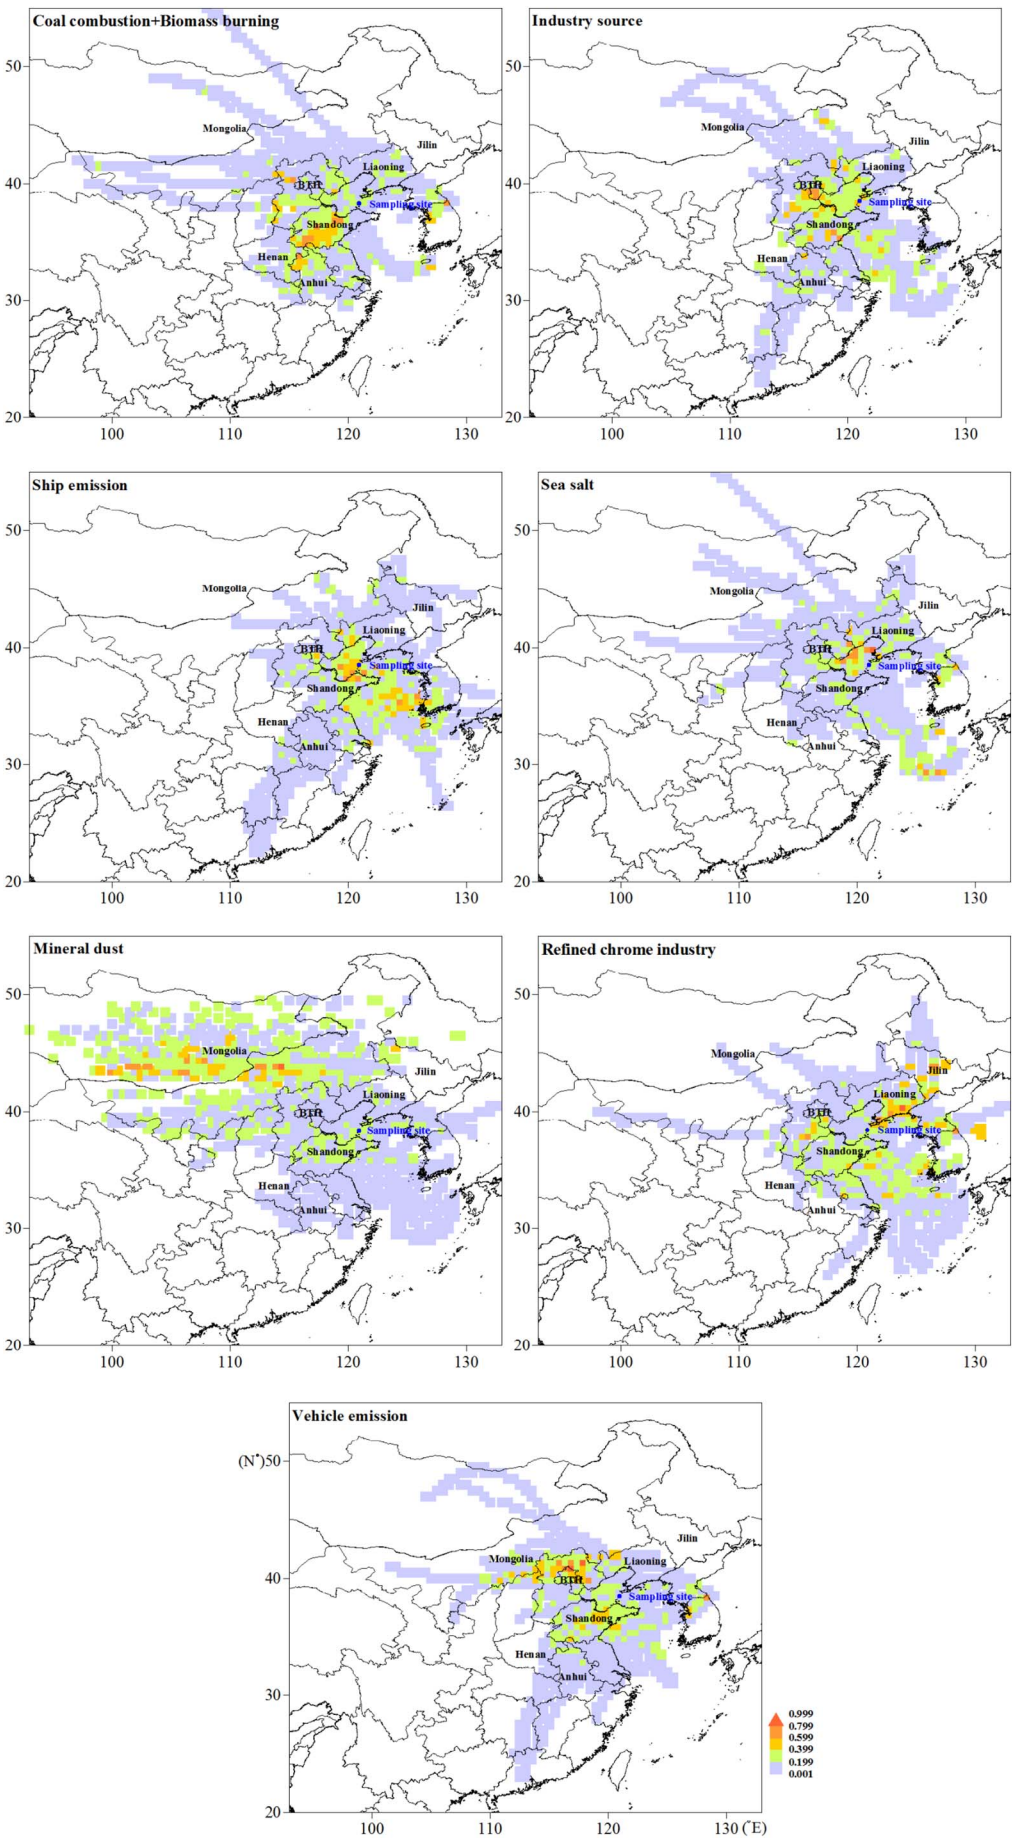 Coal combustion+Biomass burning
50
Mongolia
Jilin
Liaoning
40
BTH
Sampling site
Shandong
Henan
Anhui
30
20
100
110
120
130
Industry source
50
Mongolia
Jilin
Liaoning
40
BTH
Sampling site
Shandong
Henan
Anhui
30
20
100
110
120
130
Ship emission
50
Mongolia
Jilin
Liaoning
40
BTH
Sampling site
Shandong
Henan
Anhui
30
20
100
110
120
130
Sea salt
50
Mongolia
Jilin
Liaoning
40
BTH
Sampling site
Shandong
Henan
Anhui
30
20
100
110
120
130
Mineral dust
50
Mongolia
Jilin
Liaoning
40
BTH
Sampling site
Shandong
Henan
Anhui
30
20
100
110
120
130
Refined chrome industry
50
Mongolia
Jilin
Liaoning
40
BTH
Sampling site
Shandong
Henan
Anhui
30
20
100
110
120
130
Vehicle emission
(N°)50
Jilin
Mongolia
Liaoning
40
BTH
Sampling site
Shandong
Henan
Anhui
30
20
100
110
120
130 (°E)
0.999
0.799
0.599
0.399
0.199
0.001